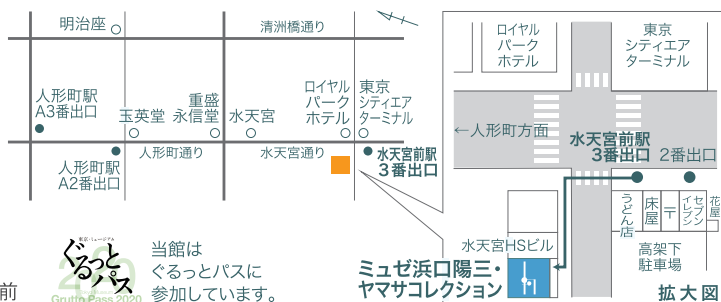 明治座
清洲橋通り
人形町駅
A3番出口
玉英堂
重盛
永信堂
水天宮
ロイヤル
パーク
ホテル
東京
シティエア
ターミナル
人形町駅
A2番出口
人形町通り
水天宮通り
水天宮前駅
3番出口
前
東京・ミュージアム
ぐるっと
パス
Grutto Pass 2020
当館は
ぐるっとパスに
参加しています。
ロイヤル
パーク
ホテル
東京
シティエア
ターミナル
←人形町方面
水天宮前駅
3番出口
2番出口
うどん店
床屋
〒
セブン
イレブン
花屋
高架下
駐車場
水天宮HSビル
ミュゼ浜口陽三・
ヤマサコレクション
拡大図